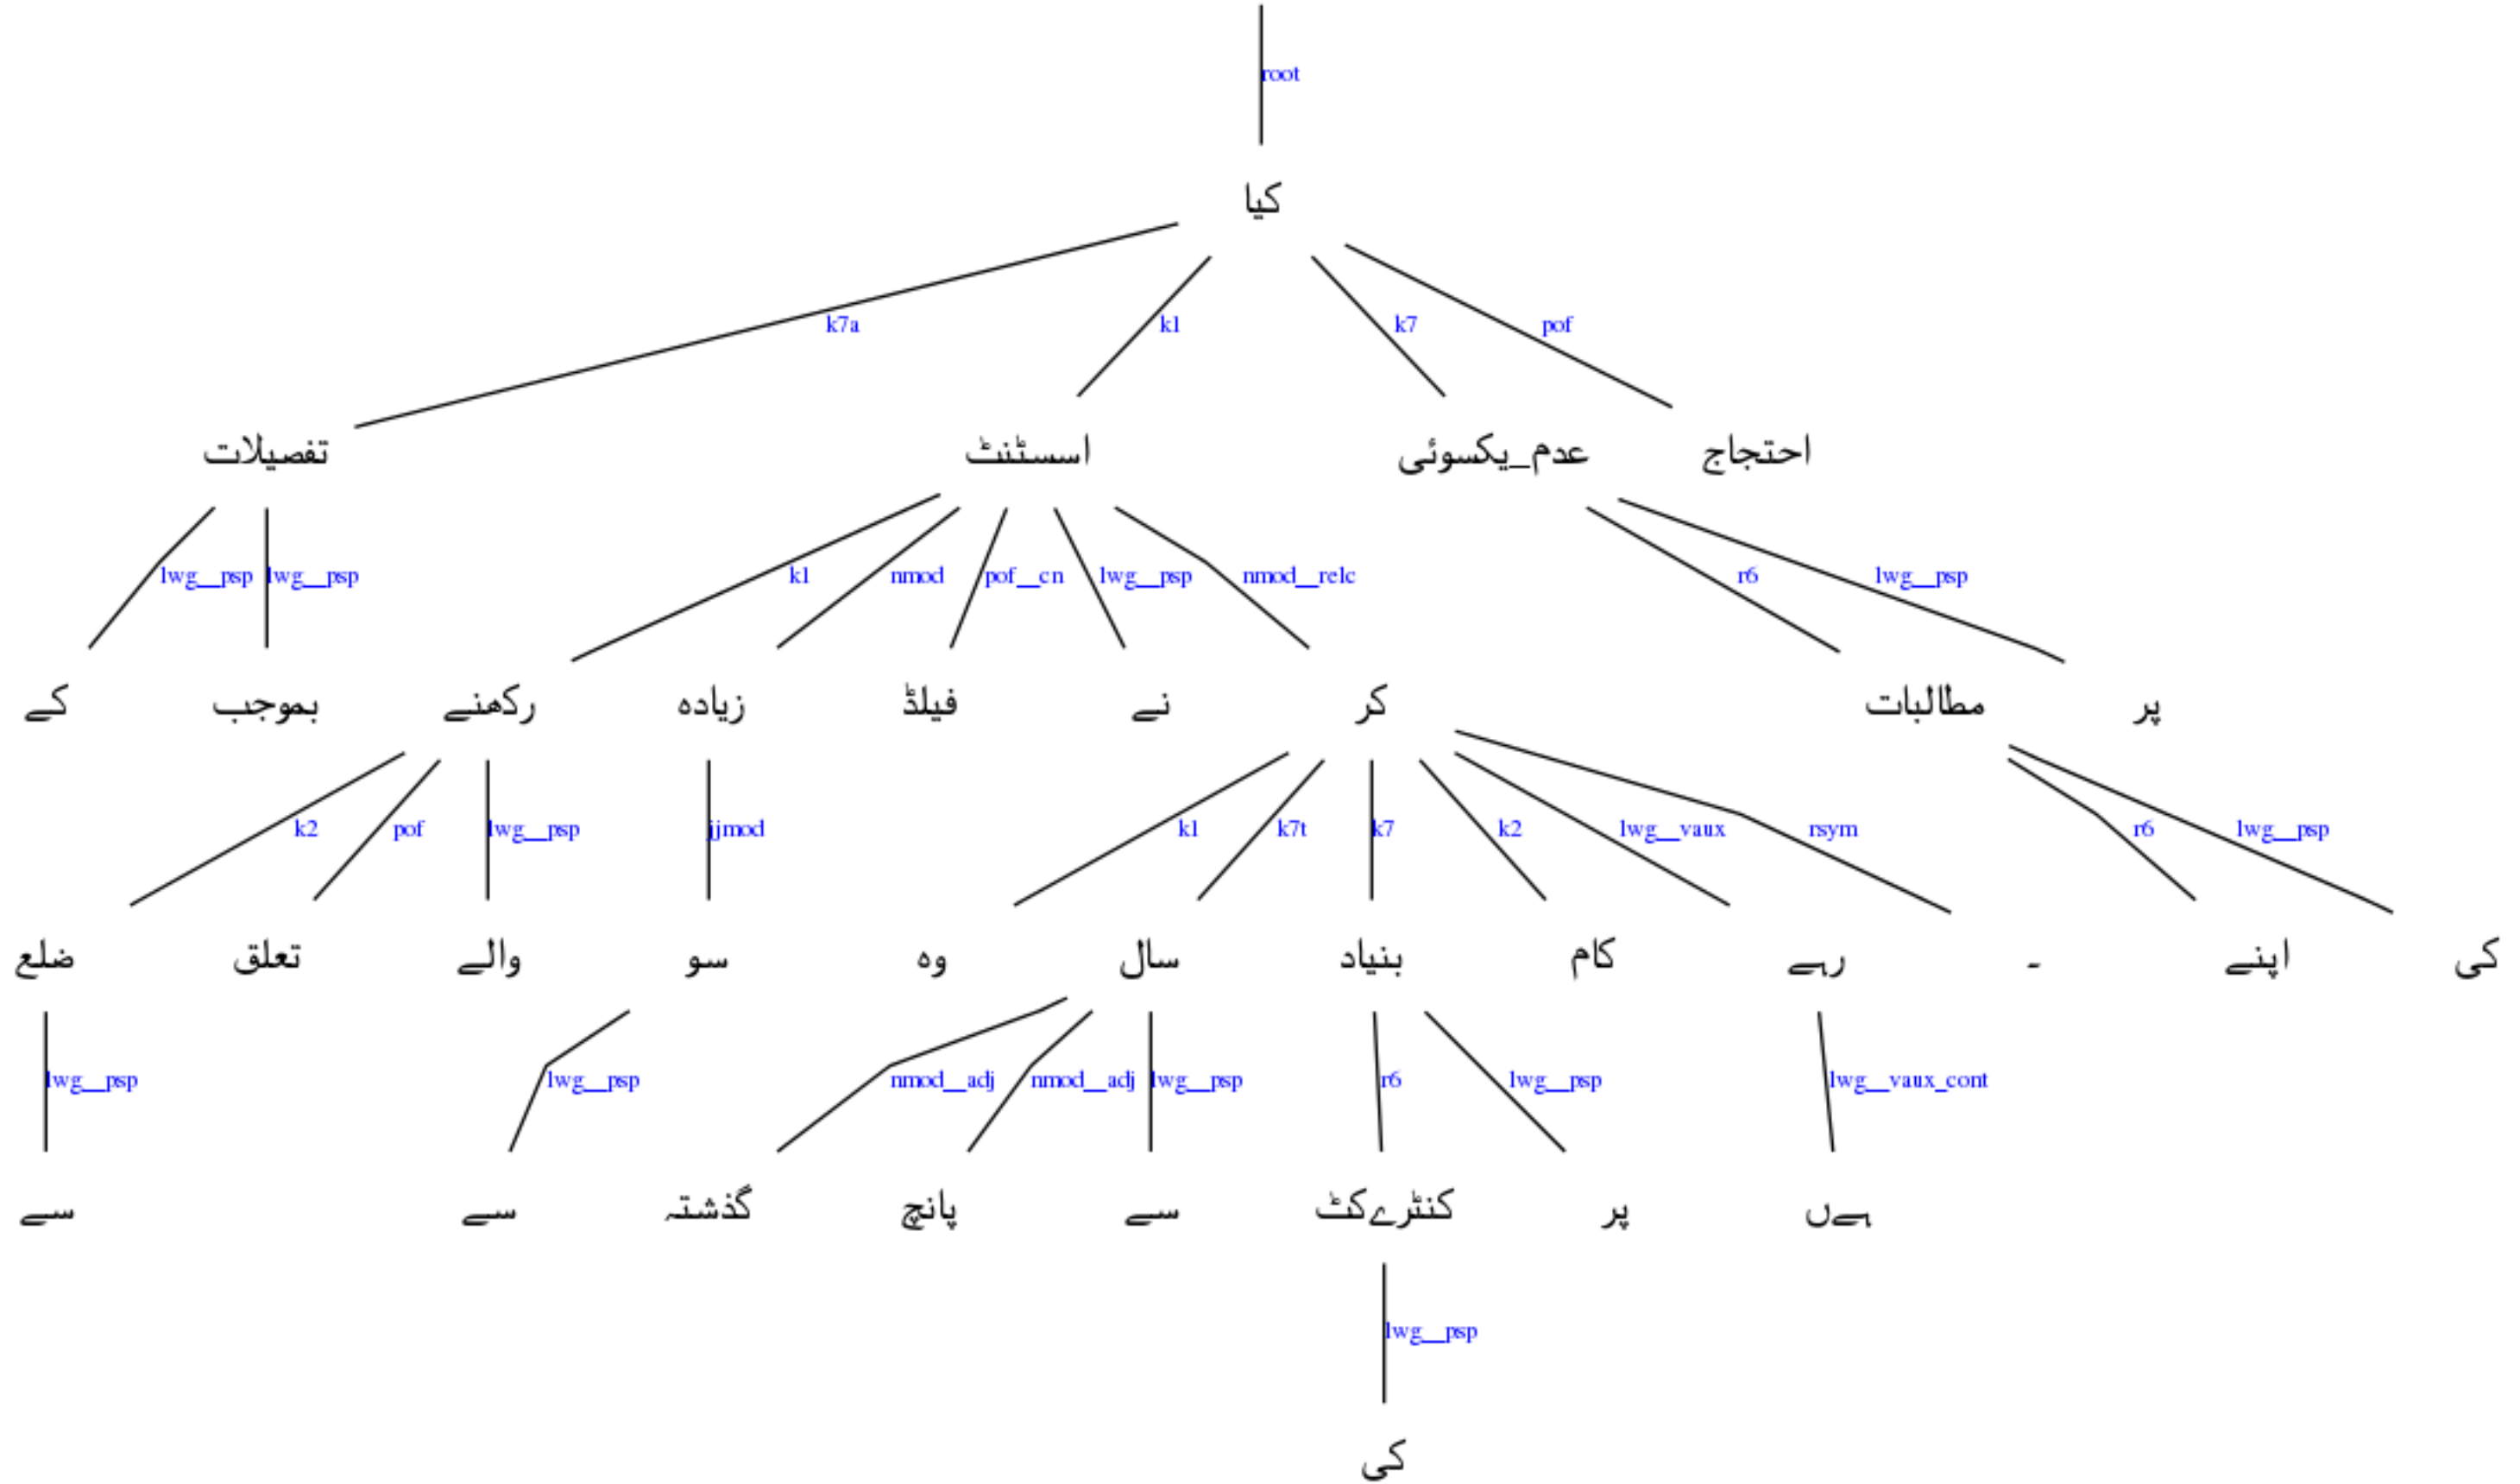 root
کیا
k7a k1 k7 pof
تفصیلات اسسٹنٹ عدم_یکسوئی احتجاج
lwg__psp lwg__psp k1 nmod pof__cn lwg__psp nmod__relc r6 lwg__psp
کے بموجب رکھنے زیادہ فیلڈ نے کر مطالبات پر
k2 pof lwg__psp jjmod k1 k7t k7 k2 lwg__vaux rsym r6 lwg__psp
ضلع تعلق والے سو وہ سال بنیاد کام رہے ۔ اپنے کی
lwg__psp lwg__psp nmod__adj nmod__adj lwg__psp r6 lwg__psp lwg__vaux_cont
سے سے گذشتہ پانچ سے کنٹرےکٹ پر ہےں
lwg__psp
کی